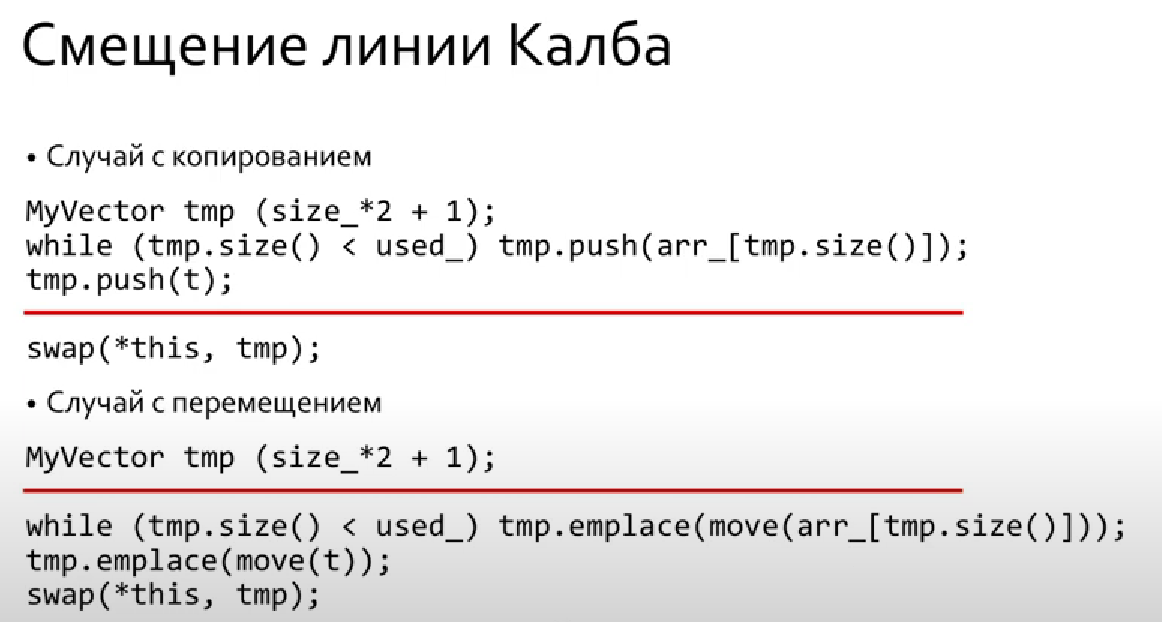 Смещение линии Калба
• Случай с копированием
MyVector tmp (size_*2 + 1);
while (tmp.size() < used_) tmp.push(arr_[tmp.size()]);
tmp.push(t);
swap(*this, tmp);
• Случай с перемещением
MyVector tmp (size_*2 + 1);
while (tmp.size() < used_) tmp.emplace(move(arr_[tmp.size()]));
tmp.emplace(move(t));
swap(*this, tmp);